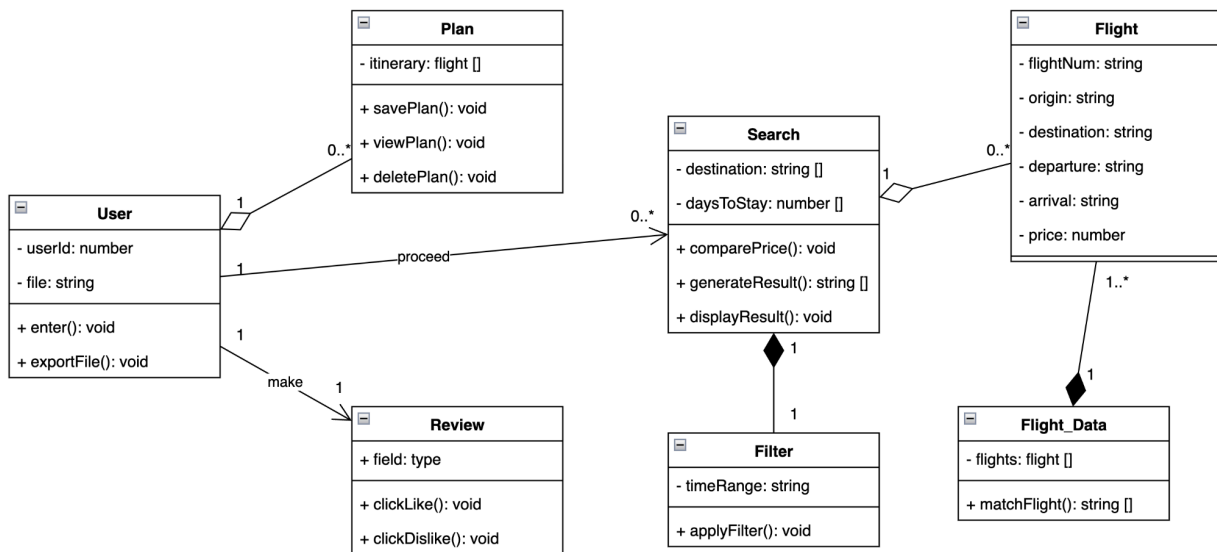 Plan
- itinerary: flight []
+ savePlan(): void
+ viewPlan(): void
+ deletePlan(): void
0..*
1
User
- userId: number
- file: string
+ enter(): void
+ exportFile(): void
1
proceed
0..*
1
make
1
Review
+ field: type
+ clickLike(): void
+ clickDislike(): void
Search
- destination: string []
- daysToStay: number []
+ comparePrice(): void
+ generateResult(): string []
+ displayResult(): void
1
0..*
1
1
Filter
- timeRange: string
+ applyFilter(): void
Flight
- flightNum: string
- origin: string
- destination: string
- departure: string
- arrival: string
- price: number
1..*
1
Flight_Data
- flights: flight []
+ matchFlight(): string []